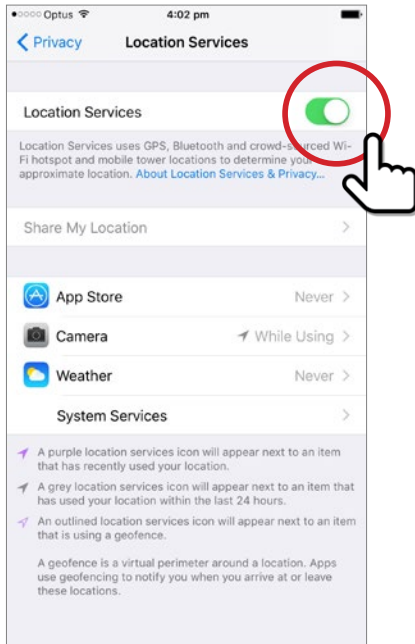 Optus 4:02 pm
Privacy Location Services
Location Services
Location Services uses GPS, Bluetooth and crowd-sourced Wi-
Fi hotspot and mobile tower locations to determine your
approximate location. About Location Services & Privacy...
Share My Location
App Store Never
Camera While Using
Weather Never
System Services
A purple location services icon will appear next to an item
that has recently used your location.
A grey location services icon will appear next to an item that
has used your location within the last 24 hours.
An outlined location services icon will appear next to an item
that is using a geofence.
A geofence is a virtual perimeter around a location. Apps
use geofencing to notify you when you arrive at or leave
these locations.